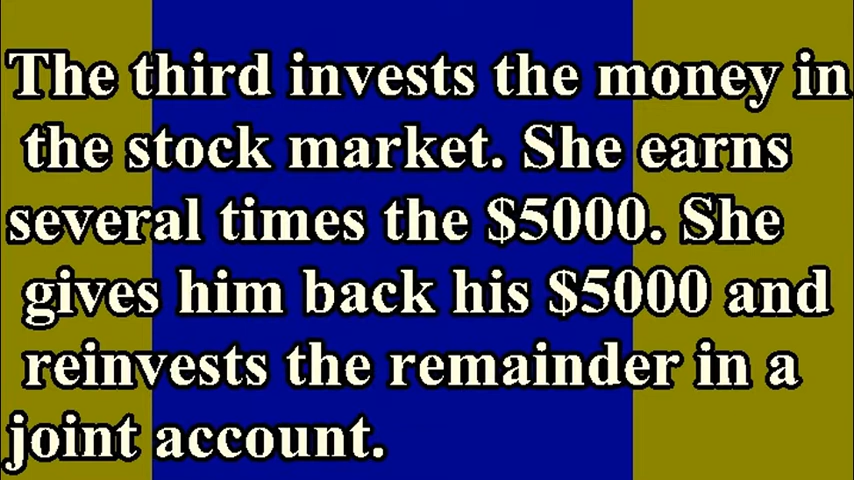 The third invests the money in
the stock market. She earns
several times the $5000. She
gives him back his $5000 and
reinvests the remainder in a
joint account.